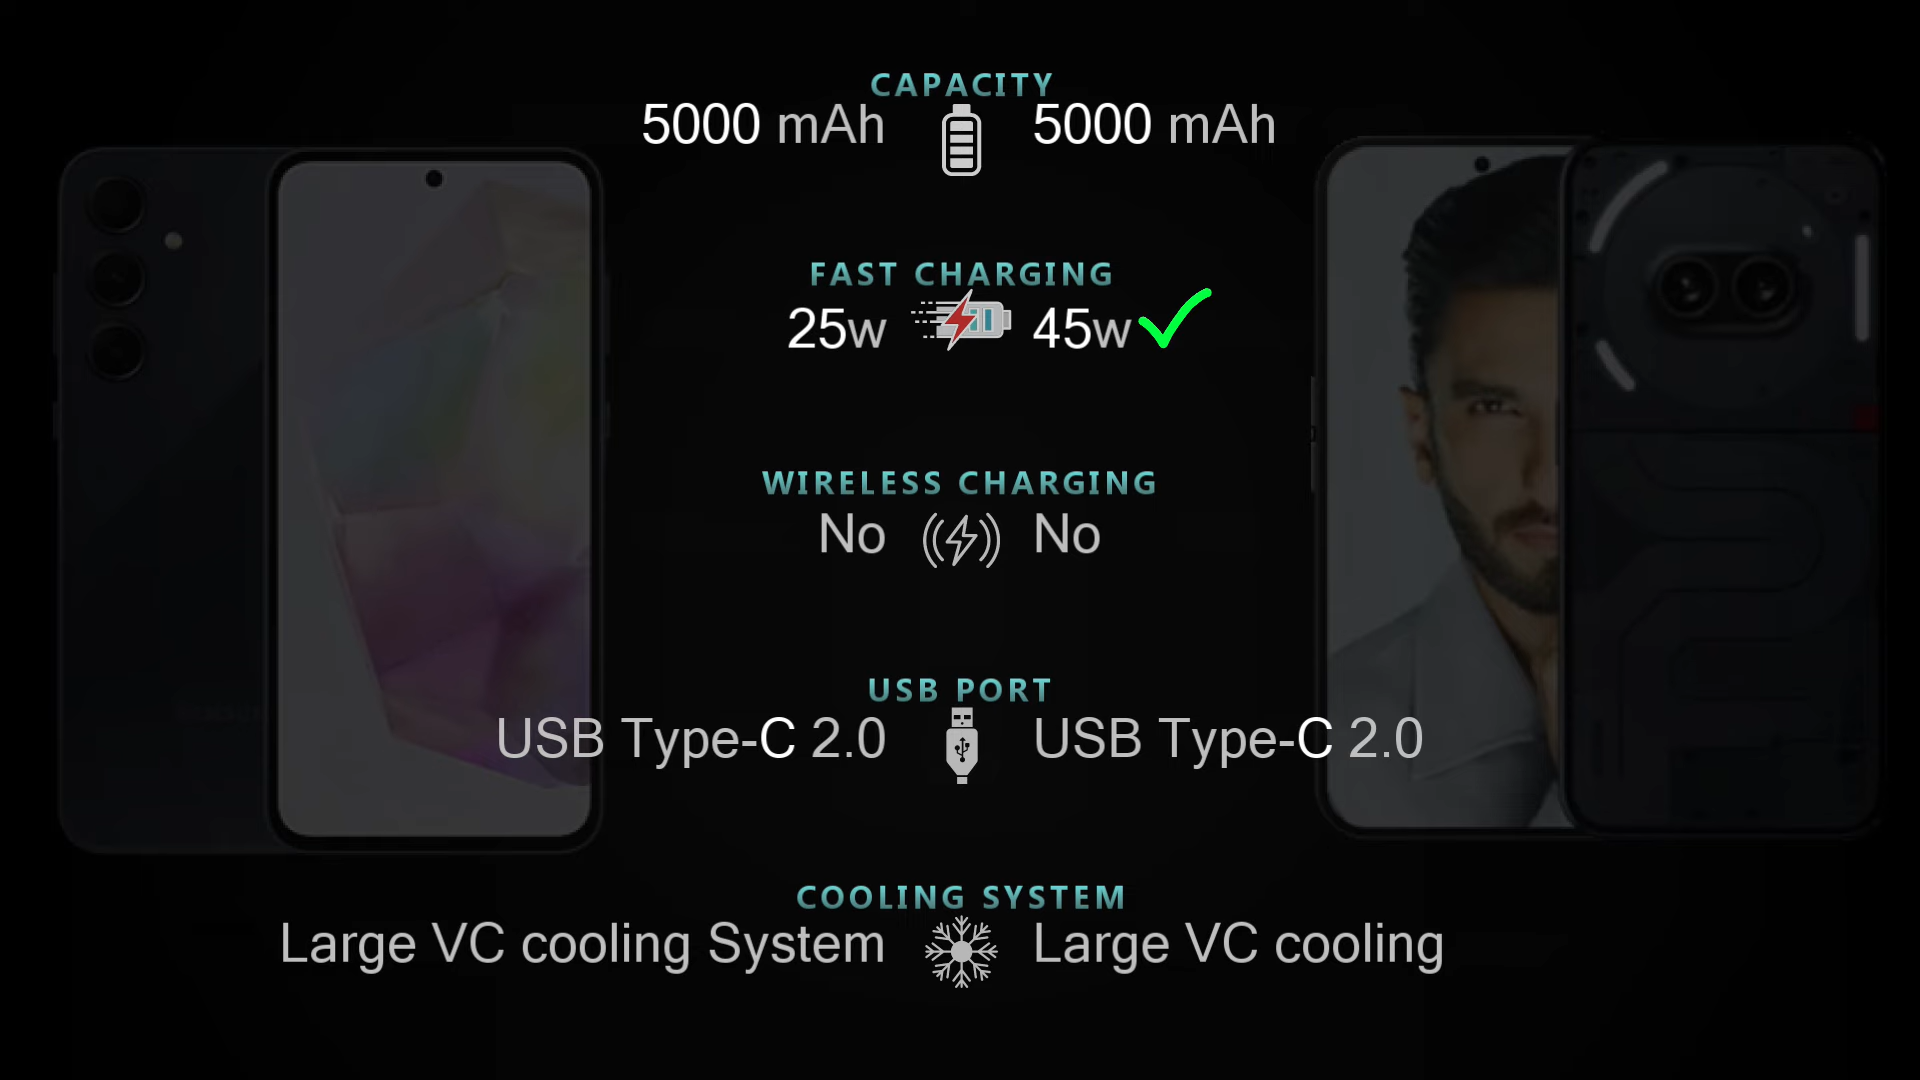 CAPACITY
5000 mAh 5000 mAh
FAST CHARGING
25w 45w
WIRELESS CHARGING
No No
USB PORT
USB Type-C 2.0 USB Type-C 2.0
COOLING SYSTEM
Large VC cooling System Large VC cooling